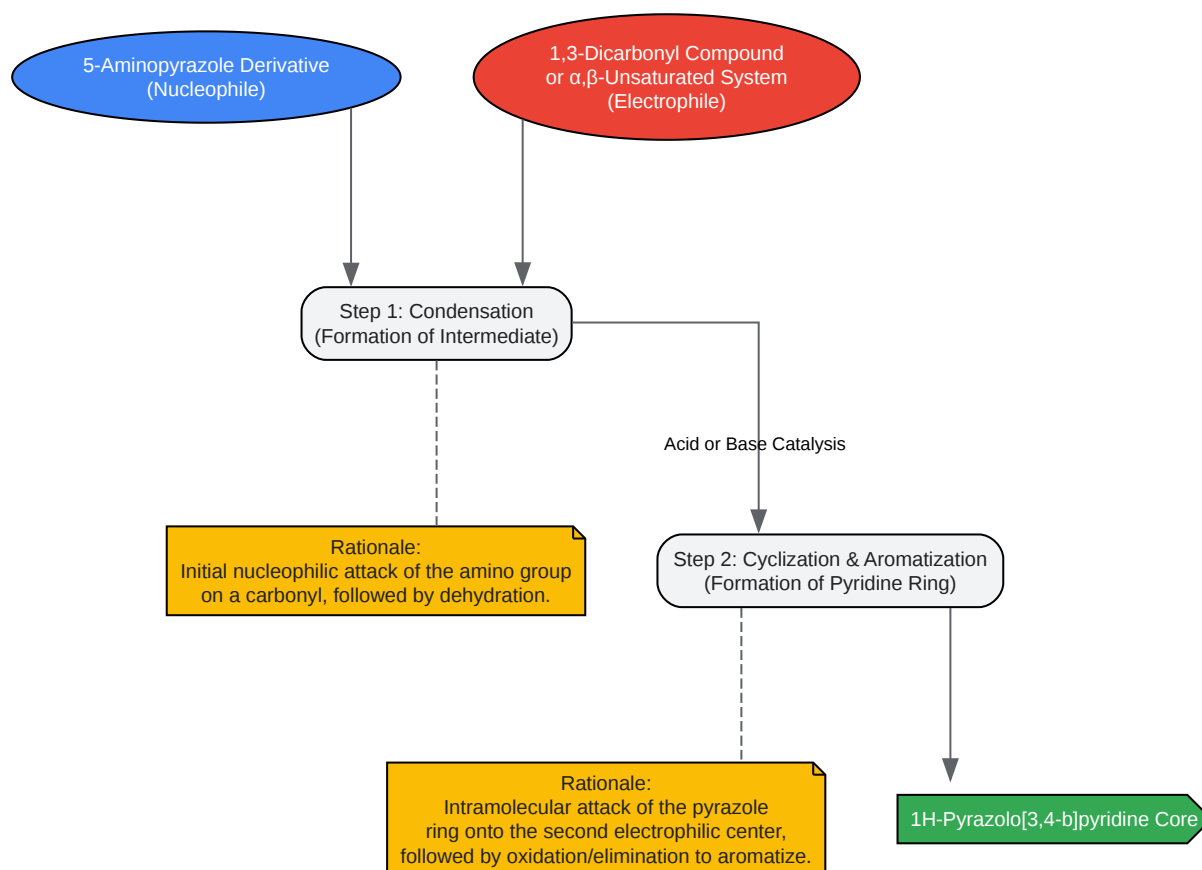 5-Aminopyrazole Derivative
(Nucleophile)
1,3-Dicarbonyl Compound
or α,β-Unsaturated System
(Electrophile)
Step 1: Condensation
(Formation of Intermediate)
Acid or Base Catalysis
Rationale:
Initial nucleophilic attack of the amino group
on a carbonyl, followed by dehydration.
Step 2: Cyclization & Aromatization
(Formation of Pyridine Ring)
Rationale:
Intramolecular attack of the pyrazole
ring onto the second electrophilic center,
followed by oxidation/elimination to aromatize.
1H-Pyrazolo[3,4-b]pyridine Core